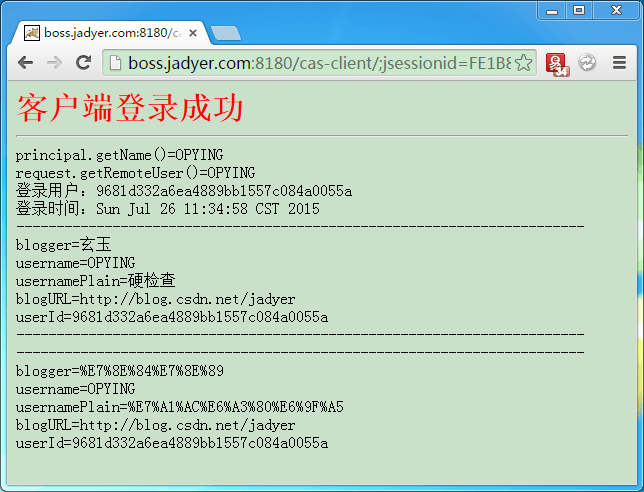 boss.jadyer.com:8180/ca
boss.jadyer.com:8180/cas-client/;jsessionid=FE1B8
34
客户端登录成功
principal.getName()=OPYING
request.getRemoteUser()=OPYING
登录用户：9681d332a6ea4889bb1557c084a0055a
登录时间：Sun Jul 26 11:34:58 CST 2015
-----------------------------------------------------------------------
blogger=玄玉
username=OPYING
usernamePlain=硬检查
blogURL=http://blog.csdn.net/jadyer
userId=9681d332a6ea4889bb1557c084a0055a
-----------------------------------------------------------------------
-----------------------------------------------------------------------
blogger=%E7%8E%84%E7%8E%89
username=OPYING
usernamePlain=%E7%A1%AC%E6%A3%80%E6%9F%A5
blogURL=http://blog.csdn.net/jadyer
userId=9681d332a6ea4889bb1557c084a0055a